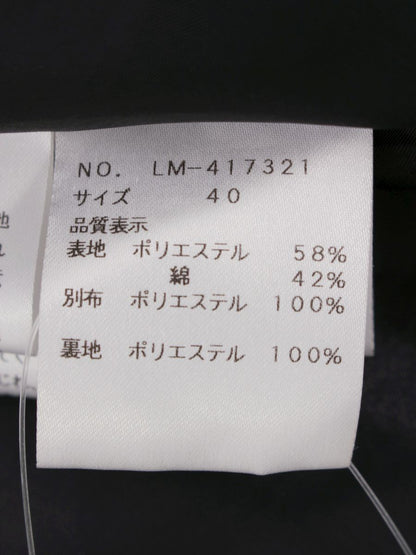 NO. LM-417321
サイズ 40
品質表示
表地 ポリエステル 58%
綿 42%
別布 ポリエステル 100%
裏地 ポリエステル 100%